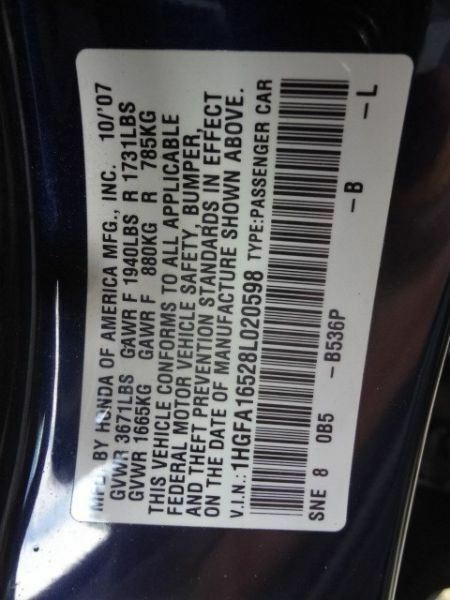 MFD. BY HONDA OF AMERICA MFG., INC. 10/'07
GVWR 3671LBS GAWR F 1940LBS R 1731LBS
GVWR 1665KG GAWR F 880KG R 785KG
THIS VEHICLE CONFORMS TO ALL APPLICABLE
FEDERAL MOTOR VEHICLE SAFETY, BUMPER,
AND THEFT PREVENTION STANDARDS IN EFFECT
ON THE DATE OF MANUFACTURE SHOWN ABOVE.
V.I.N.: 1HGFA16528L020598 TYPE:PASSENGER CAR
SNE 8 0B5 -B536P -B -L